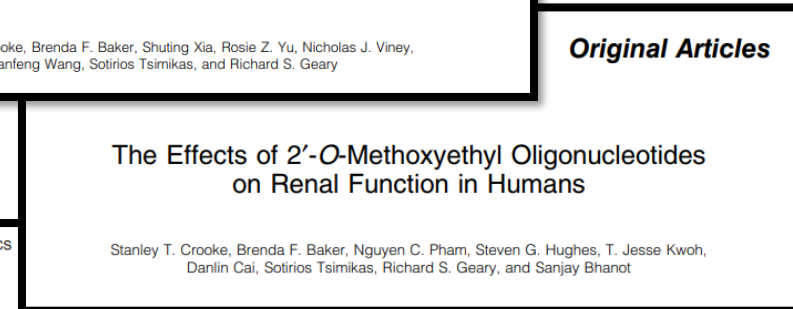 oke, Brenda F. Baker, Shuting Xia, Rosie Z. Yu, Nicholas J. Viney,
anfeng Wang, Sotirios Tsimikas, and Richard S. Geary
Original Articles
The Effects of 2′-O-Methoxyethyl Oligonucleotides
on Renal Function in Humans
cs
Stanley T. Crooke, Brenda F. Baker, Nguyen C. Pham, Steven G. Hughes, T. Jesse Kwoh,
Danlin Cai, Sotirios Tsimikas, Richard S. Geary, and Sanjay Bhanot